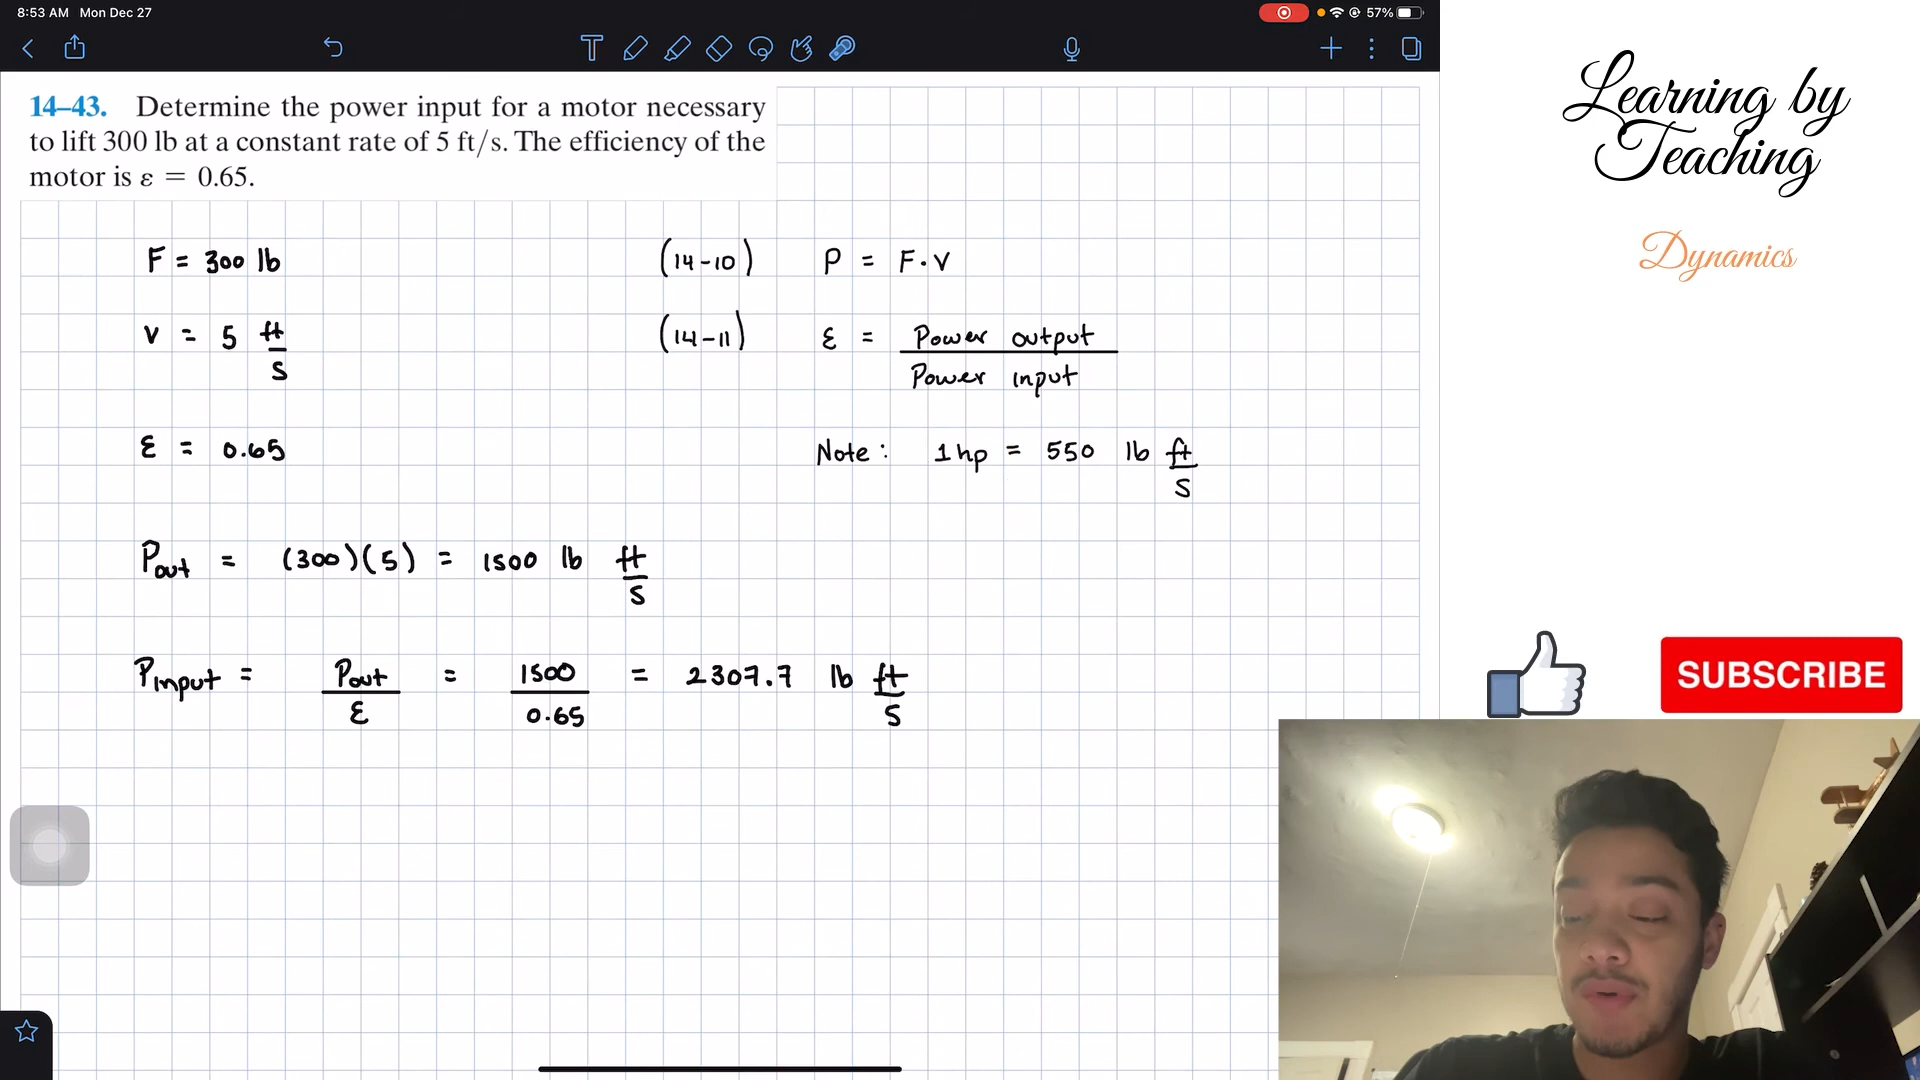 8:53 AM Mon Dec 27
57%
14–43. Determine the power input for a motor necessary
to lift 300 lb at a constant rate of 5 ft/s. The efficiency of the
motor is ε = 0.65.
F = 300 lb
(14-10) P = F·V
V = 5 ft/s
(14-11) ε = Power output / Power input
ε = 0.65
Note: 1 hp = 550 lb ft/s
Pout = (300)(5) = 1500 lb ft/s
Pinput = Pout/ε = 1500/0.65 = 2307.7 lb ft/s
Learning by
Teaching
Dynamics
SUBSCRIBE